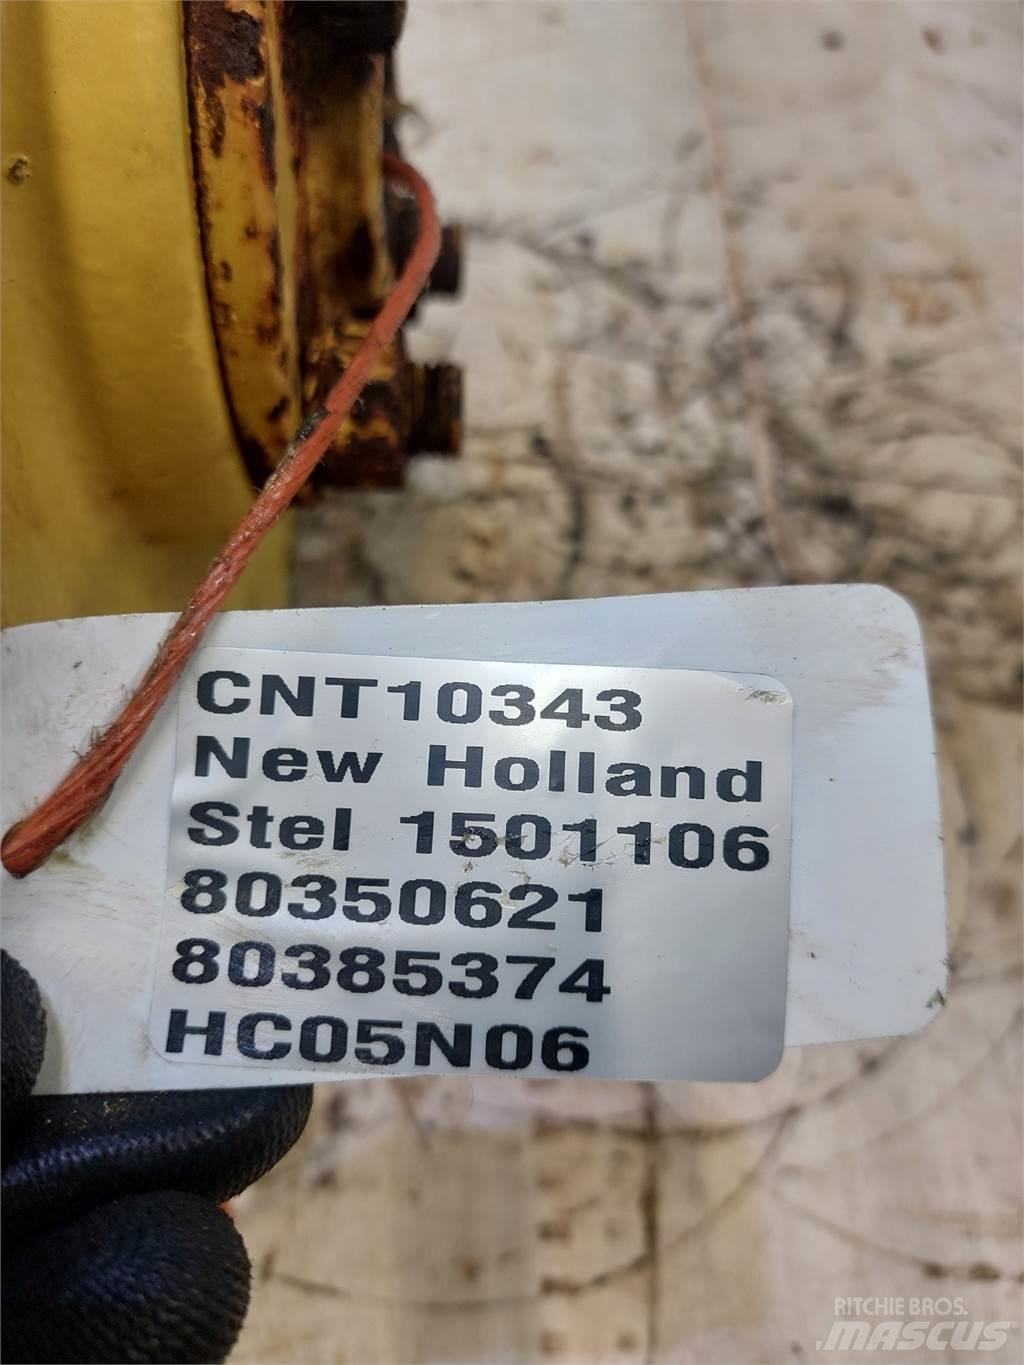 CNT10343
New Holland
Stel 1501106
80350621
80385374
HC05N06
RITCHIE BROS.
MASCUS